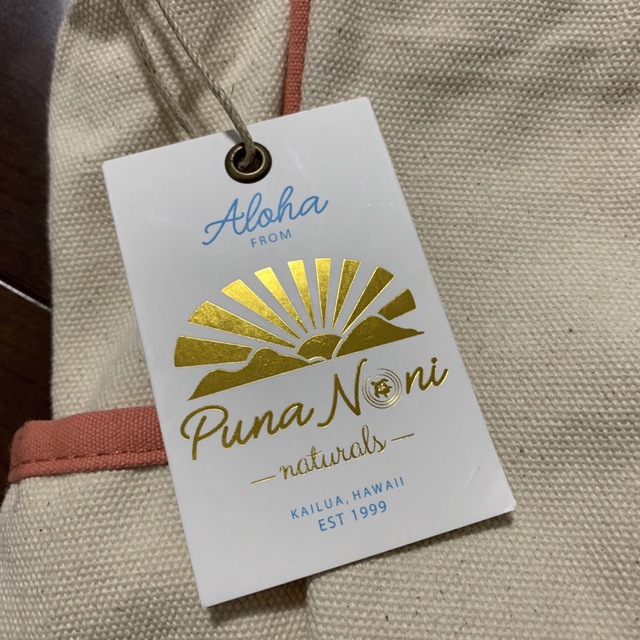 Aloha
FROM
Puna Noni
naturals
KAILUA, HAWAII
EST 1999